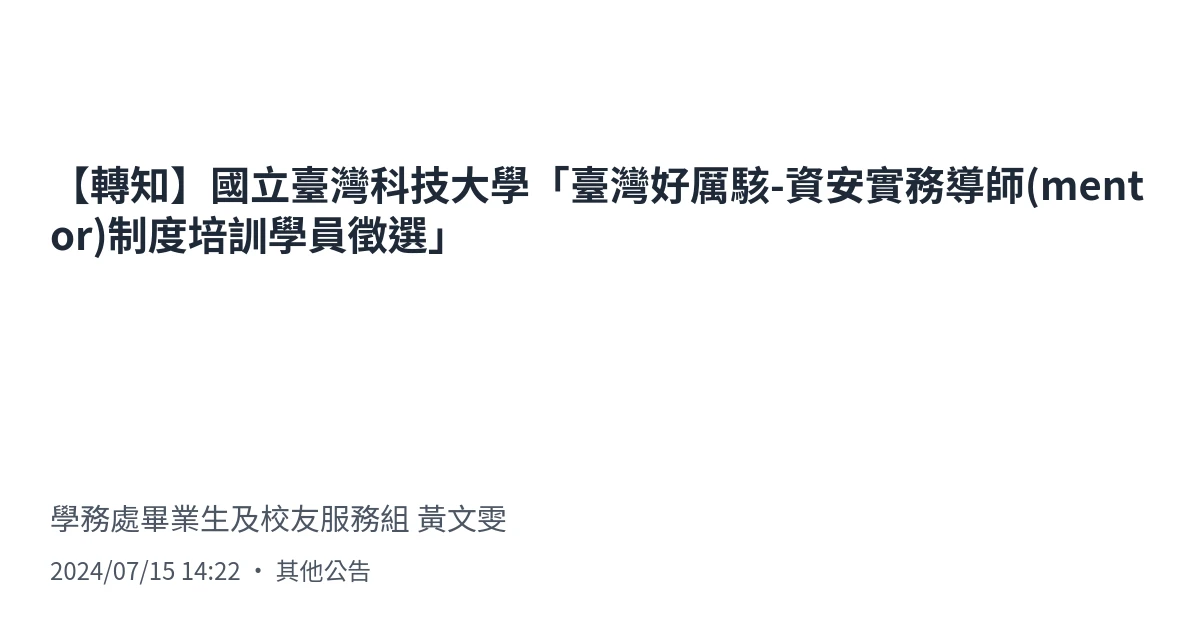 【轉知】國立臺灣科技大學「臺灣好厲駭-資安實務導師(ment
or)制度培訓學員徵選」
學務處畢業生及校友服務組 黃文雯
2024/07/15 14:22 • 其他公告